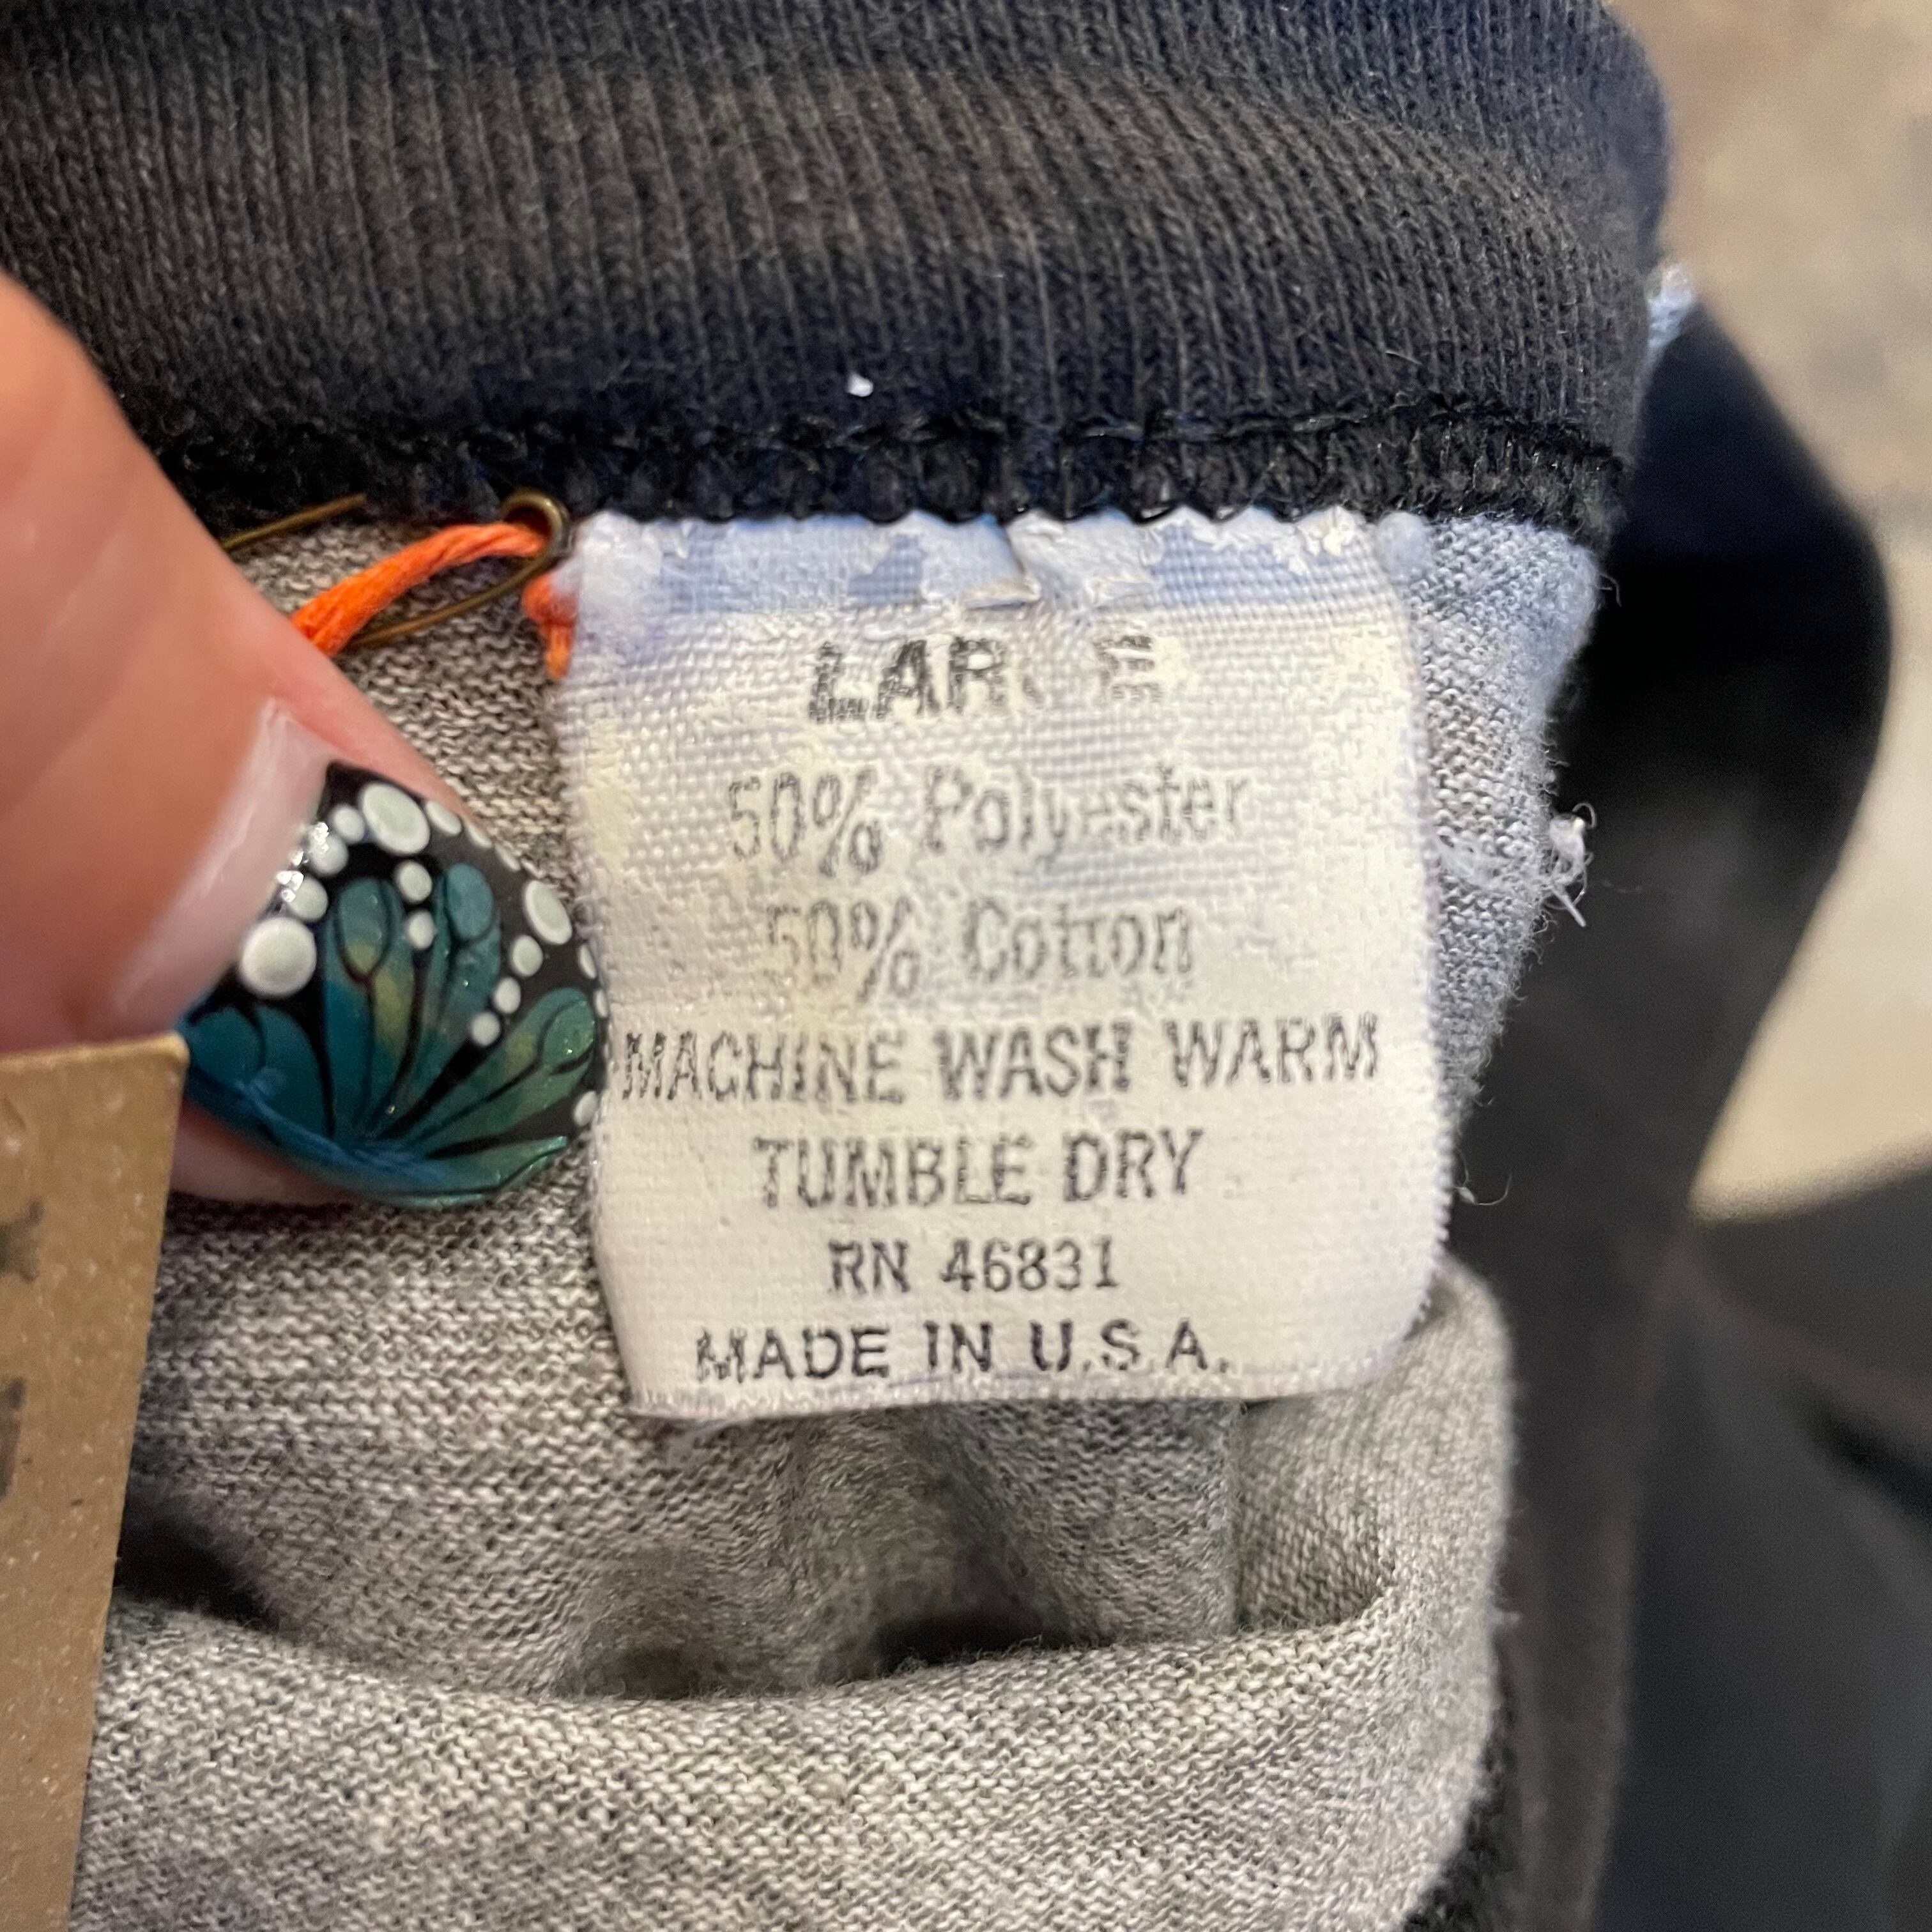 LARGE
50% Polyester
50% Cotton
MACHINE WASH WARM
TUMBLE DRY
RN 46831
MADE IN U.S.A.